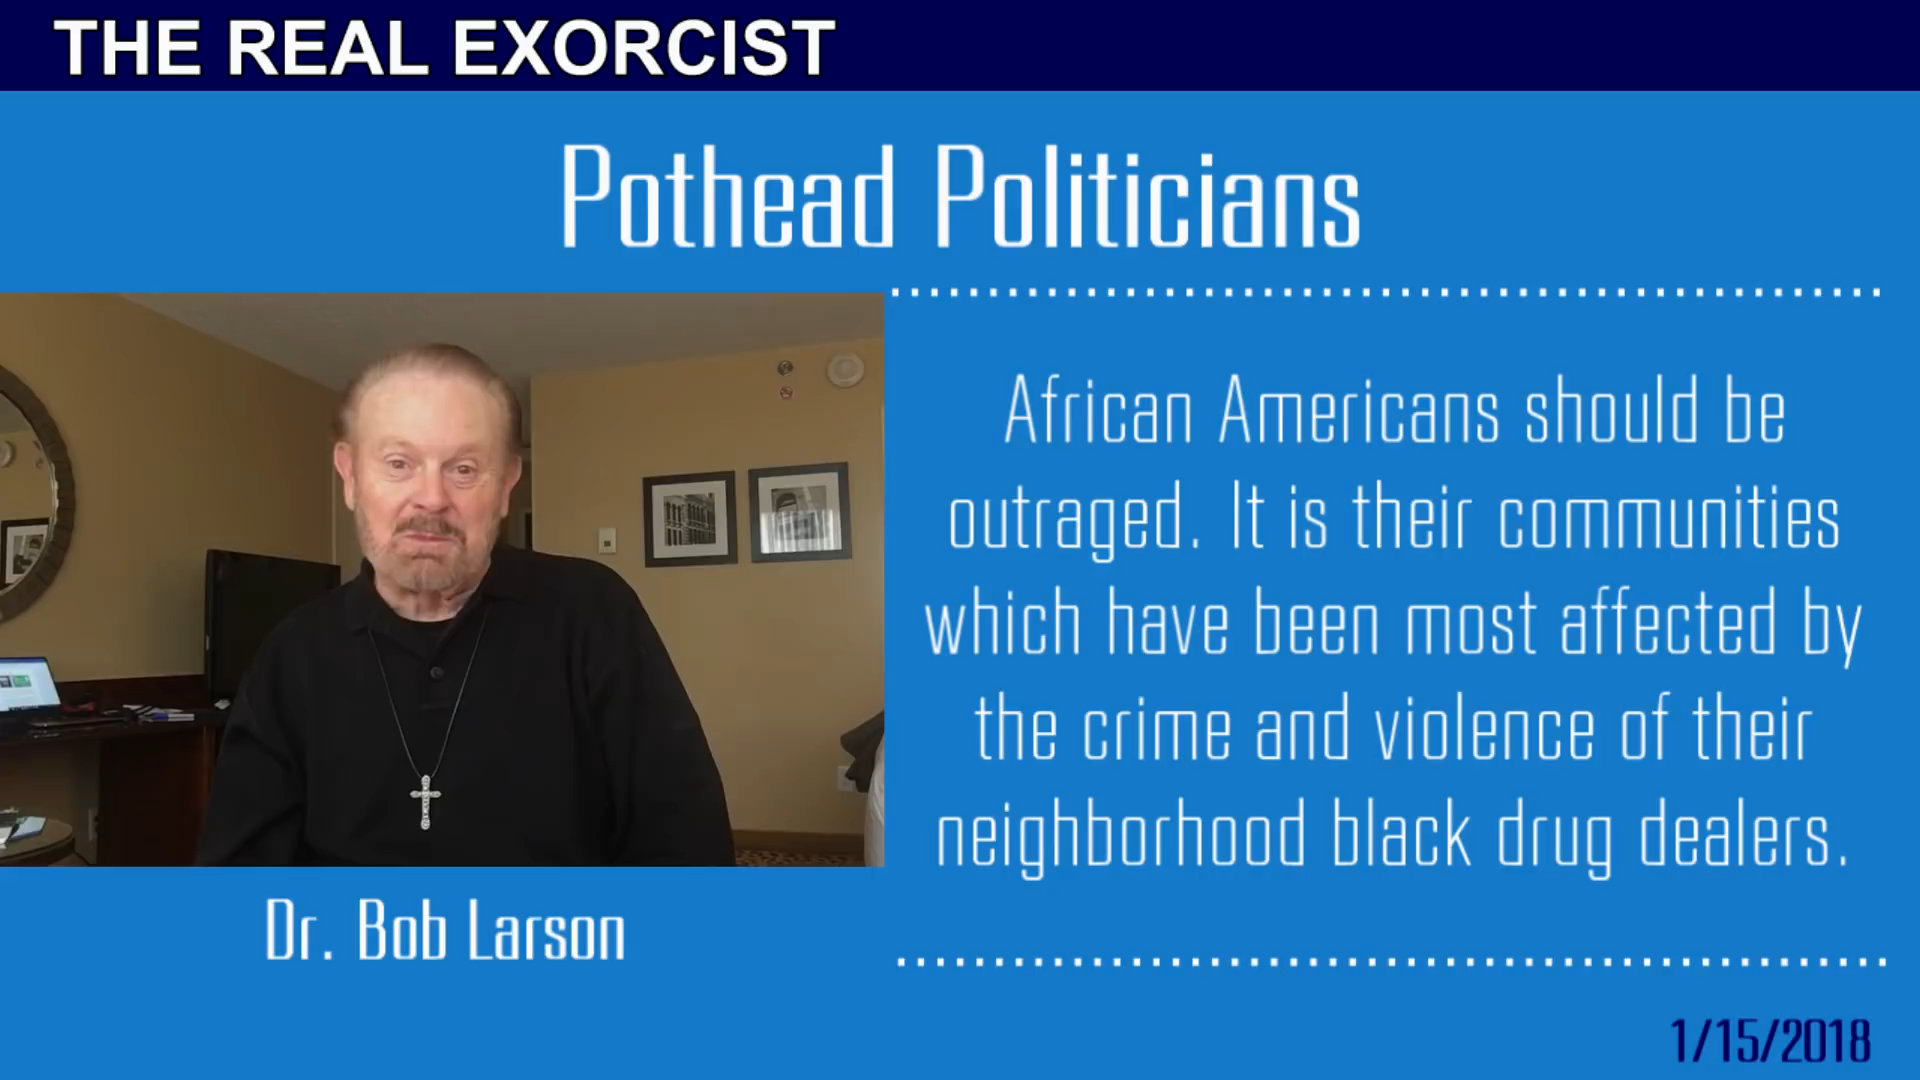 THE REAL EXORCIST
Pothead Politicians
African Americans should be
outraged. It is their communities
which have been most affected by
the crime and violence of their
neighborhood black drug dealers.
Dr. Bob Larson
1/15/2018